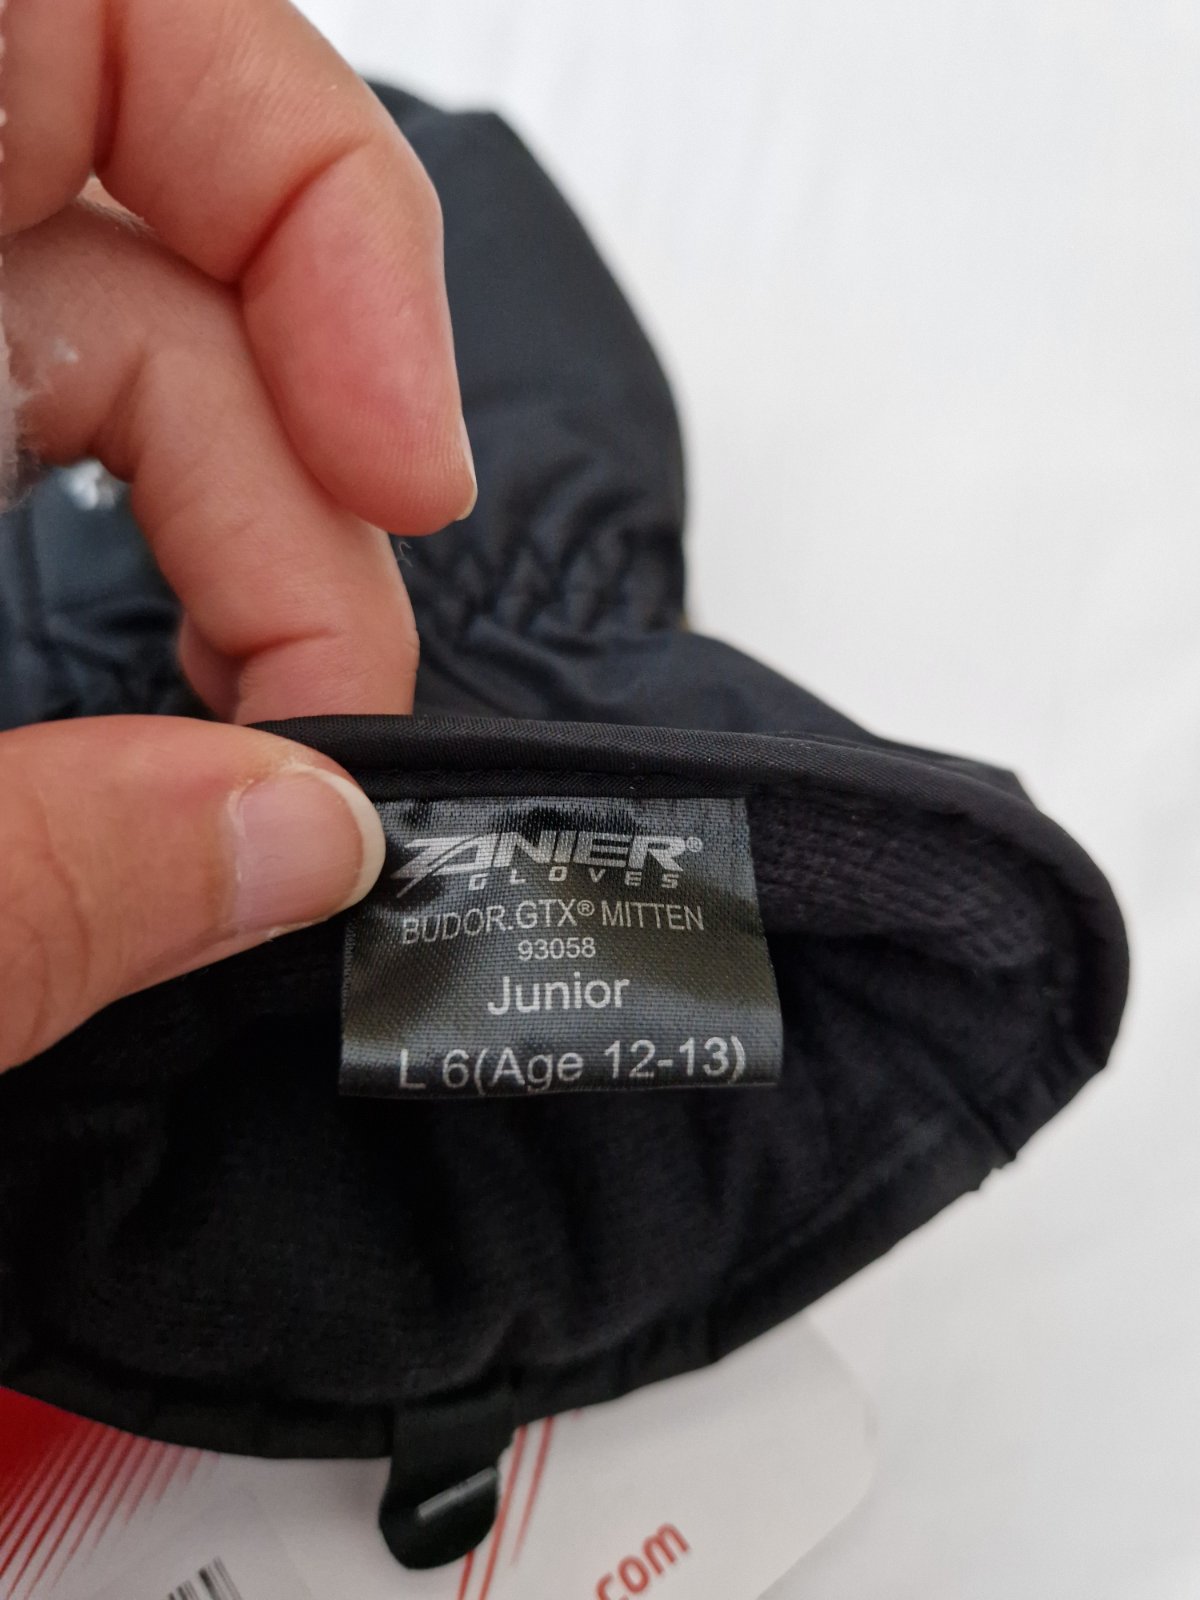 ZANIER®
GLOVES
BUDOR.GTX® MITTEN
93058
Junior
L 6(Age 12-13)
.com